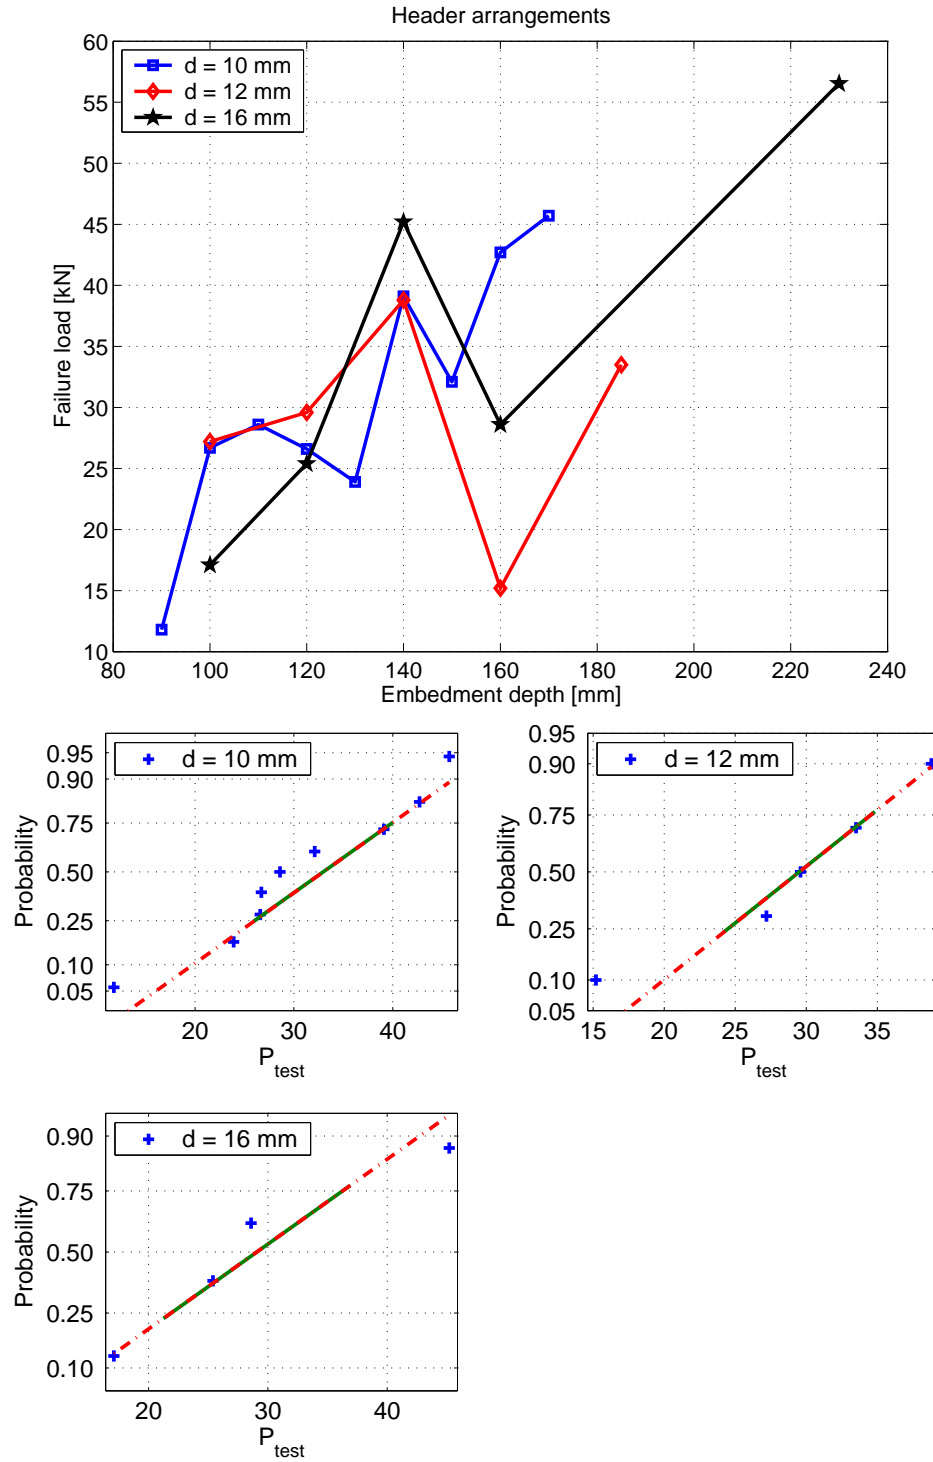 Header arrangements
60
55
50
45
40
35
30
25
20
15
10
Failure load [kN]
d = 10 mm
d = 12 mm
d = 16 mm
80 100 120 140 160 180 200 220 240
Embedment depth [mm]
0.95
0.90
0.75
0.50
0.25
0.10
0.05
Probability
d = 10 mm
20 30 40
P_test
0.95
0.90
0.75
0.50
0.25
0.10
0.05
Probability
d = 12 mm
15 20 25 30 35
P_test
0.90
0.75
0.50
0.25
0.10
Probability
d = 16 mm
20 30 40
P_test